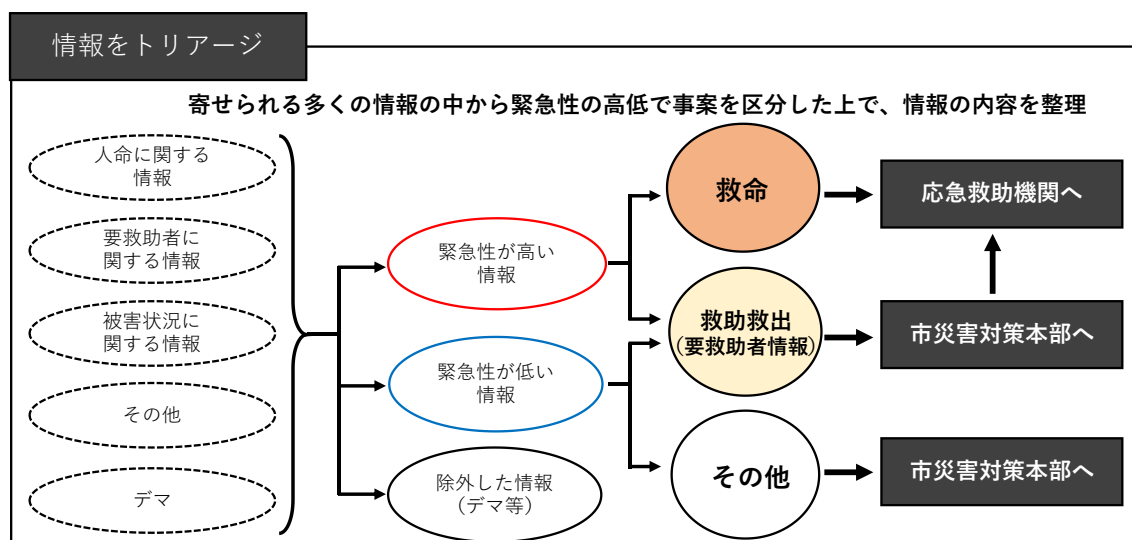 情報をトリアージ
寄せられる多くの情報の中から緊急性の高低で事案を区分した上で、情報の内容を整理
人命に関する
情報
要救助者に
関する情報
被害状況に
関する情報
その他
デマ
緊急性が高い
情報
緊急性が低い
情報
除外した情報
（デマ等）
救命
救助救出
（要救助者情報）
その他
応急救助機関へ
市災害対策本部へ
市災害対策本部へ